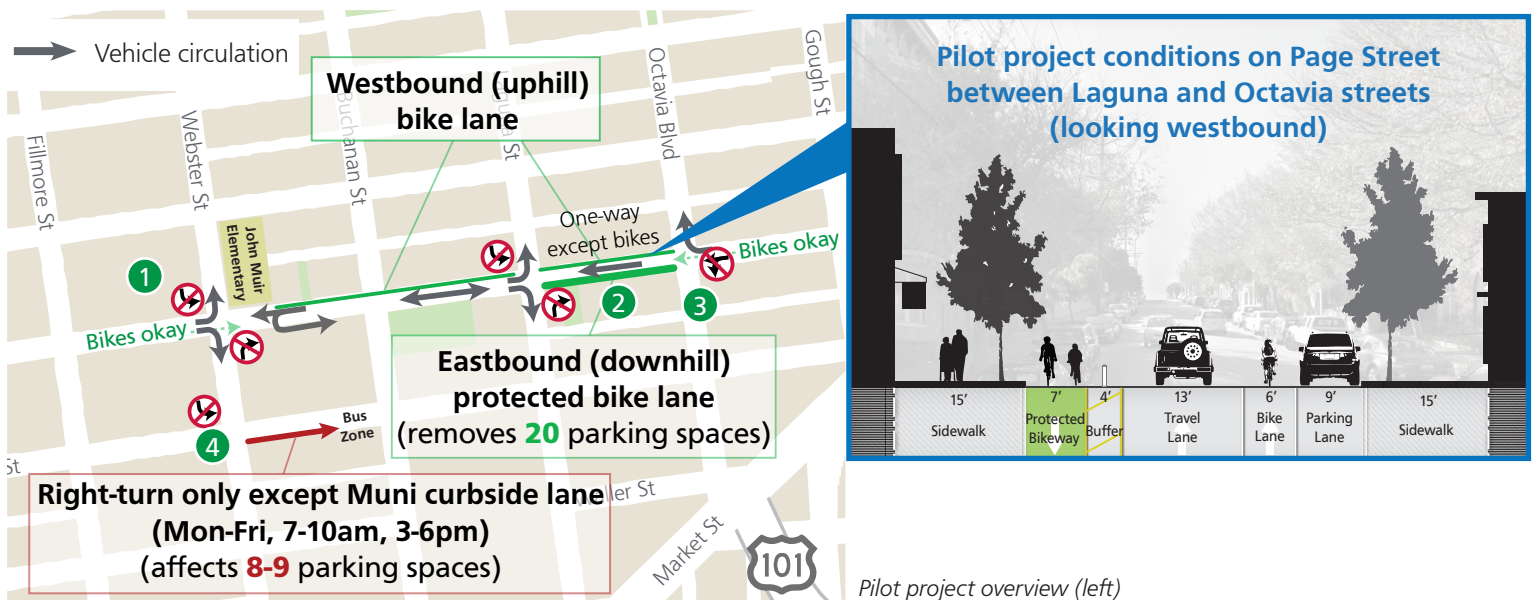 Vehicle circulation
Westbound (uphill)
bike lane
Fillmore St
Webster St
Buchanan St
St
Octavia Blvd
Gough St
John Muir
Elementary
One-way
except bikes
Bikes okay
1
2
3
Bikes okay
Eastbound (downhill)
protected bike lane
(removes 20 parking spaces)
4
Bus
Zone
St
Right-turn only except Muni curbside lane
(Mon-Fri, 7-10am, 3-6pm)
(affects 8-9 parking spaces)
ller St
Market St
101
Pilot project conditions on Page Street
between Laguna and Octavia streets
(looking westbound)
15’ 7’ 4’ 13’ 6’ 9’ 15’
Sidewalk
Protected
Bikeway
Buffer
Travel
Lane
Bike
Lane
Parking
Lane
Sidewalk
Pilot project overview (left)